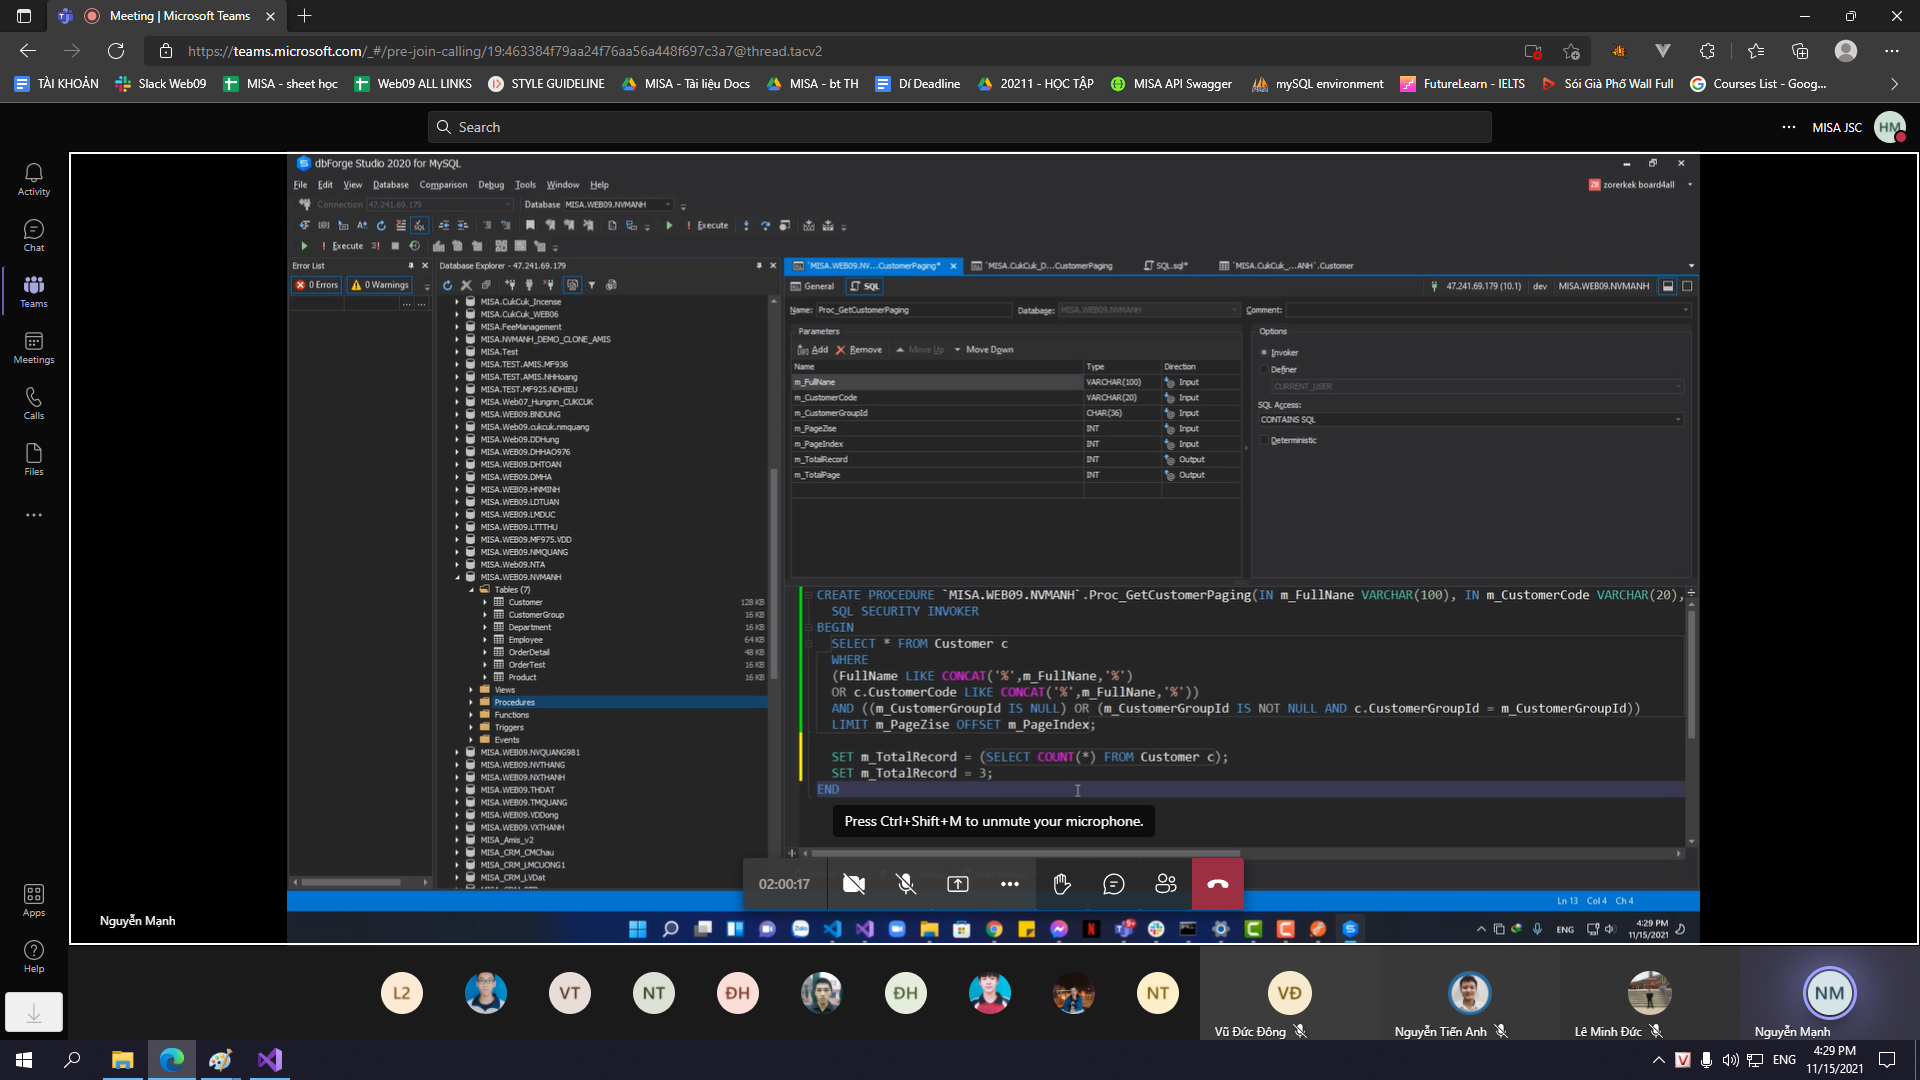 Meeting | Microsoft Teams
https://teams.microsoft.com/_#/pre-join-calling/19:463384f79aa24f76aa56a448f697c3a7@thread.tacv2
TÀI KHOẢN
Slack Web09
MISA - sheet học
Web09 ALL LINKS
STYLE GUIDELINE
MISA - Tài liệu Docs
MISA - bt TH
Dí Deadline
20211 - HỌC TẬP
MISA API Swagger
mySQL environment
FutureLearn - IELTS
Sói Già Phố Wall Full
Courses List - Goog...
Search
MISA JSC
HM
Activity
Chat
Teams
Meetings
Calls
Files
Apps
Help
dbForge Studio 2020 for MySQL
File Edit View Database Comparison Debug Tools Window Help
ZB zorerkek board4all
Connection 47.241.69.179
Database MISA.WEB09.NVMANH
Execute
Execute
Error List
0 Errors
0 Warnings
Database Explorer - 47.241.69.179
MISA.CukCuk_Incense
MISA.CukCuk_WEB06
MISA.FeeManagement
MISA.NVMANH_DEMO_CLONE_AMIS
MISA.Test
MISA.TEST.AMIS.MF936
MISA.TEST.AMIS.NHHoang
MISA.TEST.MF925.NDHIEU
MISA.Web07_Hungnn_CUKCUK
MISA.WEB09.BNDUNG
MISA.Web09.cukcuk.nmquang
MISA.WEB09.DDHung
MISA.WEB09.DHHAO976
MISA.WEB09.DHTOAN
MISA.WEB09.DMHA
MISA.WEB09.HNMINH
MISA.WEB09.LDTUAN
MISA.WEB09.LMDUC
MISA.WEB09.LTTTHU
MISA.WEB09.MF975.VDD
MISA.WEB09.NMQUANG
MISA.Web09.NTA
MISA.WEB09.NVMANH
Tables (7)
Customer 128 KB
CustomerGroup 16 KB
Department 16 KB
Employee 64 KB
OrderDetail 48 KB
OrderTest 16 KB
Product 16 KB
Views
Procedures
Functions
Triggers
Events
MISA.WEB09.NVQUANG981
MISA.WEB09.NVTHANG
MISA.WEB09.NXTHANH
MISA.WEB09.THDAT
MISA.WEB09.TMQUANG
MISA.WEB09.VDDong
MISA.WEB09.VXTHANH
MISA_Amis_v2
MISA_CRM_CMChau
MISA_CRM_LMCUONG1
MISA_CRM_LVDat
`MISA.WEB09.NV...CustomerPaging*
`MISA.CukCuk_D...CustomerPaging
SQL.sql*
`MISA.CukCuk_...ANH`.Customer
General
SQL
47.241.69.179 (10.1) dev MISA.WEB09.NVMANH
Name: Proc_GetCustomerPaging
Database: MISA.WEB09.NVMANH
Comment:
Parameters
Add Remove Move Up Move Down
Name Type Direction
m_FullNane VARCHAR(100) Input
m_CustomerCode VARCHAR(20) Input
m_CustomerGroupId CHAR(36) Input
m_PageZise INT Input
m_PageIndex INT Input
m_TotalRecord INT Output
m_TotalPage INT Output
Options
Invoker
Definer
CURRENT_USER
SQL Access:
CONTAINS SQL
Deterministic
CREATE PROCEDURE `MISA.WEB09.NVMANH`.Proc_GetCustomerPaging(IN m_FullNane VARCHAR(100), IN m_CustomerCode VARCHAR(20),
SQL SECURITY INVOKER
BEGIN
SELECT * FROM Customer c
WHERE
(FullName LIKE CONCAT('%',m_FullNane,'%')
OR c.CustomerCode LIKE CONCAT('%',m_FullNane,'%'))
AND ((m_CustomerGroupId IS NULL) OR (m_CustomerGroupId IS NOT NULL AND c.CustomerGroupId = m_CustomerGroupId))
LIMIT m_PageZise OFFSET m_PageIndex;
SET m_TotalRecord = (SELECT COUNT(*) FROM Customer c);
SET m_TotalRecord = 3;
END
Press Ctrl+Shift+M to unmute your microphone.
02:00:17
Ln 13 Col 4 Ch 4
Nguyễn Mạnh
Zalo
ENG
4:29 PM
11/15/2021
L2
VT
NT
ĐH
ĐH
NT
VĐ
NM
Vũ Đức Đông
Nguyễn Tiến Anh
Lê Minh Đức
Nguyễn Mạnh
ENG
4:29 PM
11/15/2021